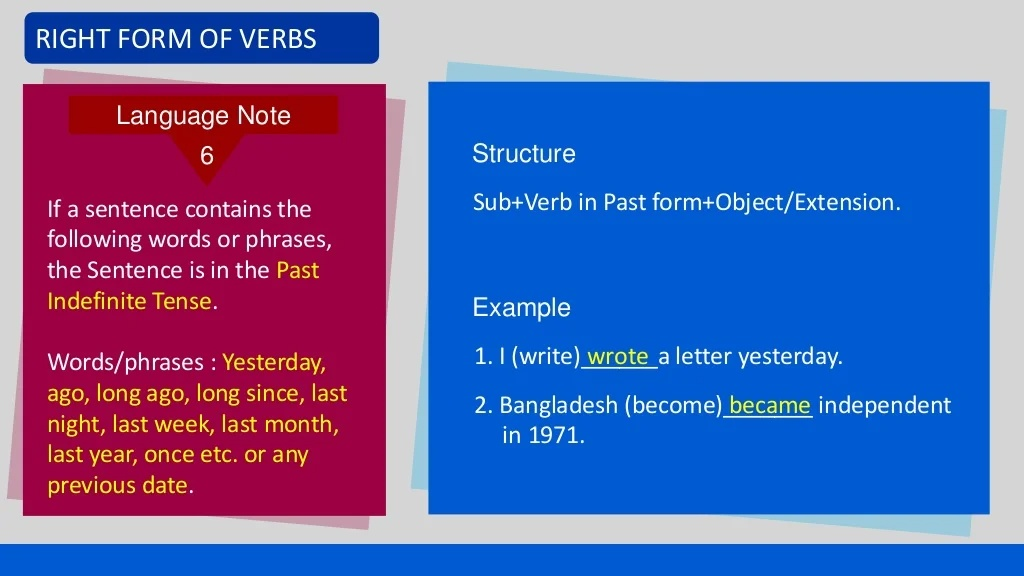 RIGHT FORM OF VERBS
Language Note
6
If a sentence contains the
following words or phrases,
the Sentence is in the Past
Indefinite Tense.
Words/phrases : Yesterday,
ago, long ago, long since, last
night, last week, last month,
last year, once etc. or any
previous date.
Structure
Sub+Verb in Past form+Object/Extension.
Example
1. I (write) wrote a letter yesterday.
2. Bangladesh (become) became independent
in 1971.